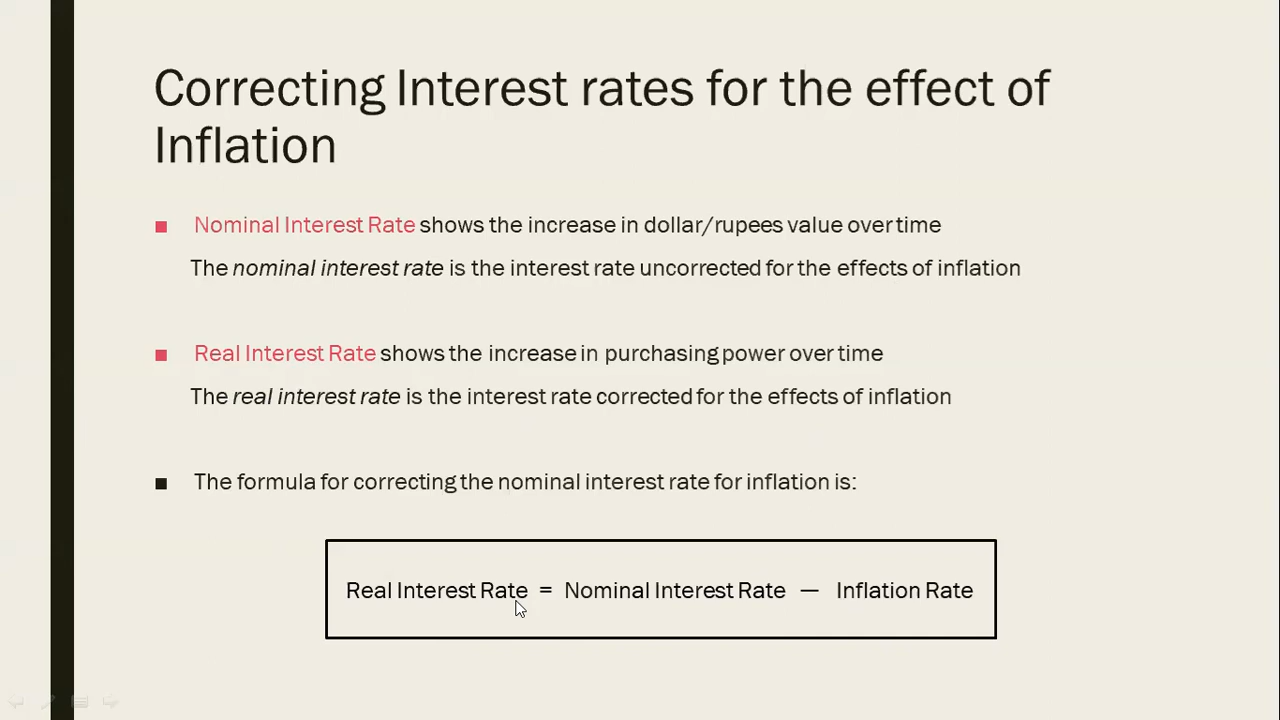 Correcting Interest rates for the effect of
Inflation
■ Nominal Interest Rate shows the increase in dollar/rupees value over time
The nominal interest rate is the interest rate uncorrected for the effects of inflation
■ Real Interest Rate shows the increase in purchasing power over time
The real interest rate is the interest rate corrected for the effects of inflation
■ The formula for correcting the nominal interest rate for inflation is:
Real Interest Rate = Nominal Interest Rate — Inflation Rate